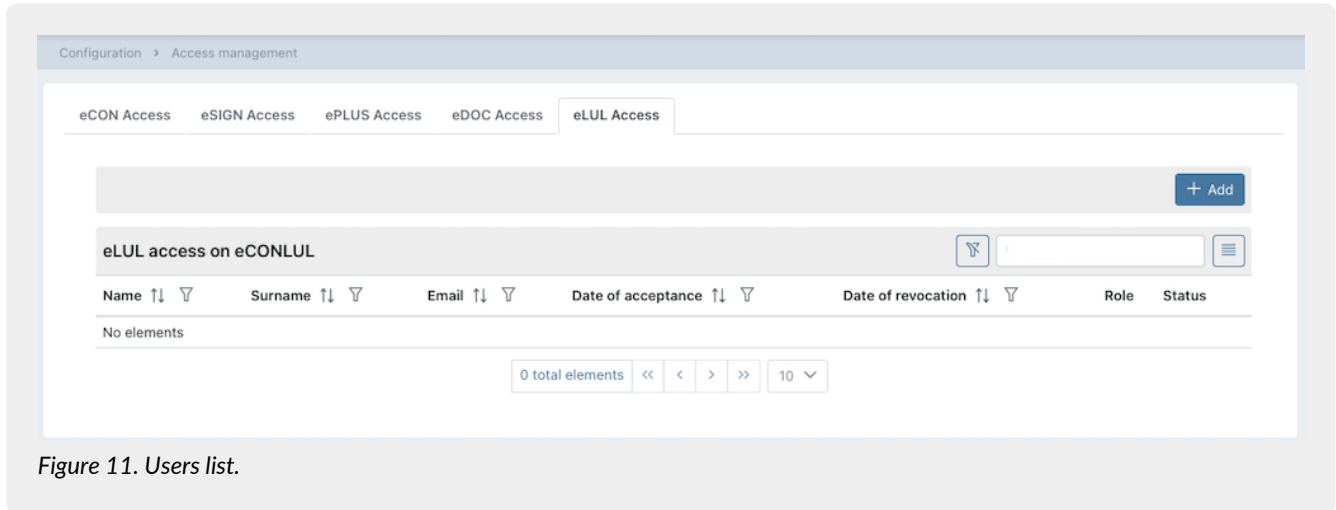 Configuration > Access management
eCON Access eSIGN Access ePLUS Access eDOC Access eLUL Access
+ Add
eLUL access on eCONLUL
Name Surname Email Date of acceptance Date of revocation Role Status
No elements
0 total elements << < > >> 10
Figure 11. Users list.